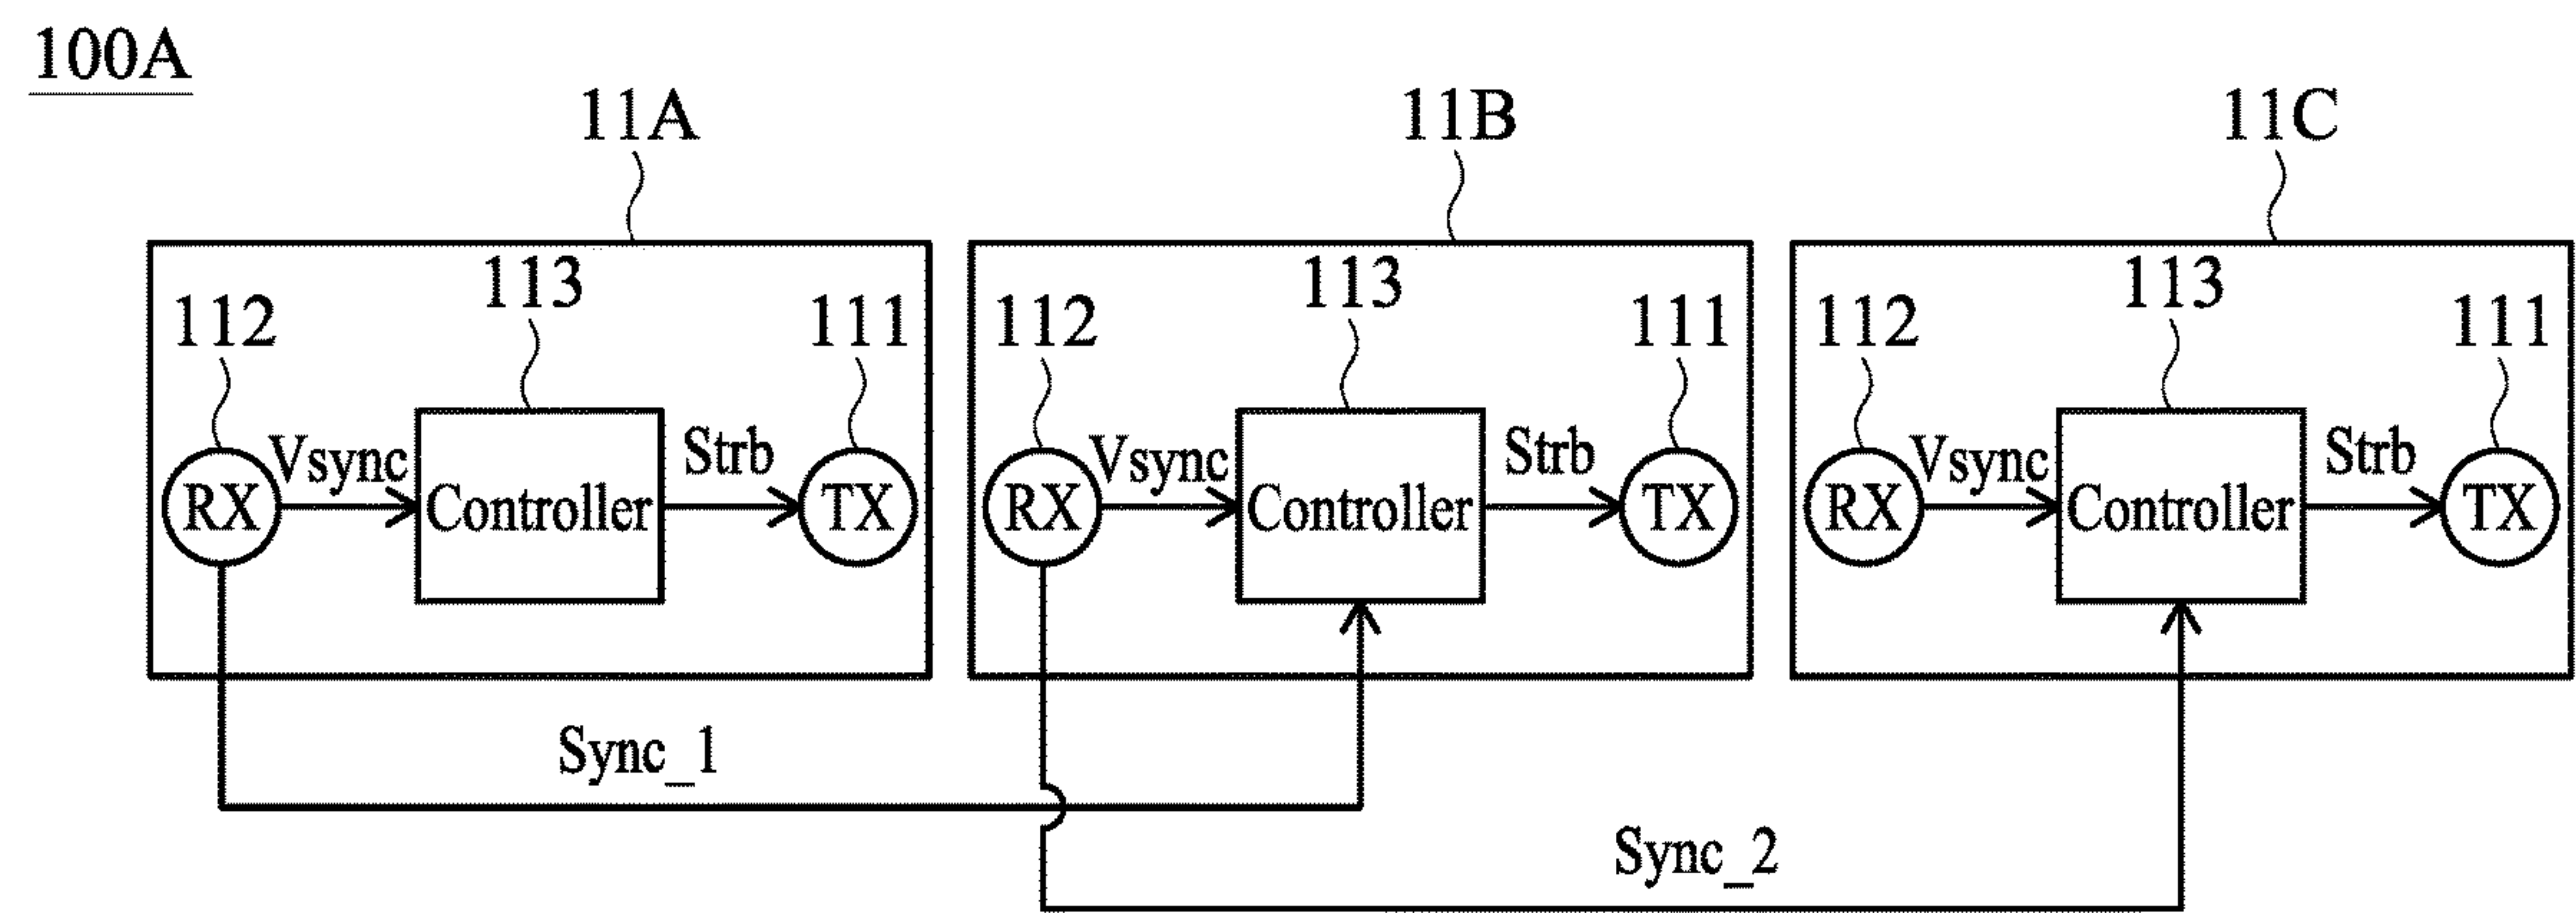 100A
11A 11B 11C
113 113 113
112 111 112 111 112 111
Vsync Strb Vsync Strb Vsync Strb
RX Controller TX RX Controller TX RX Controller TX
Sync_1
Sync_2